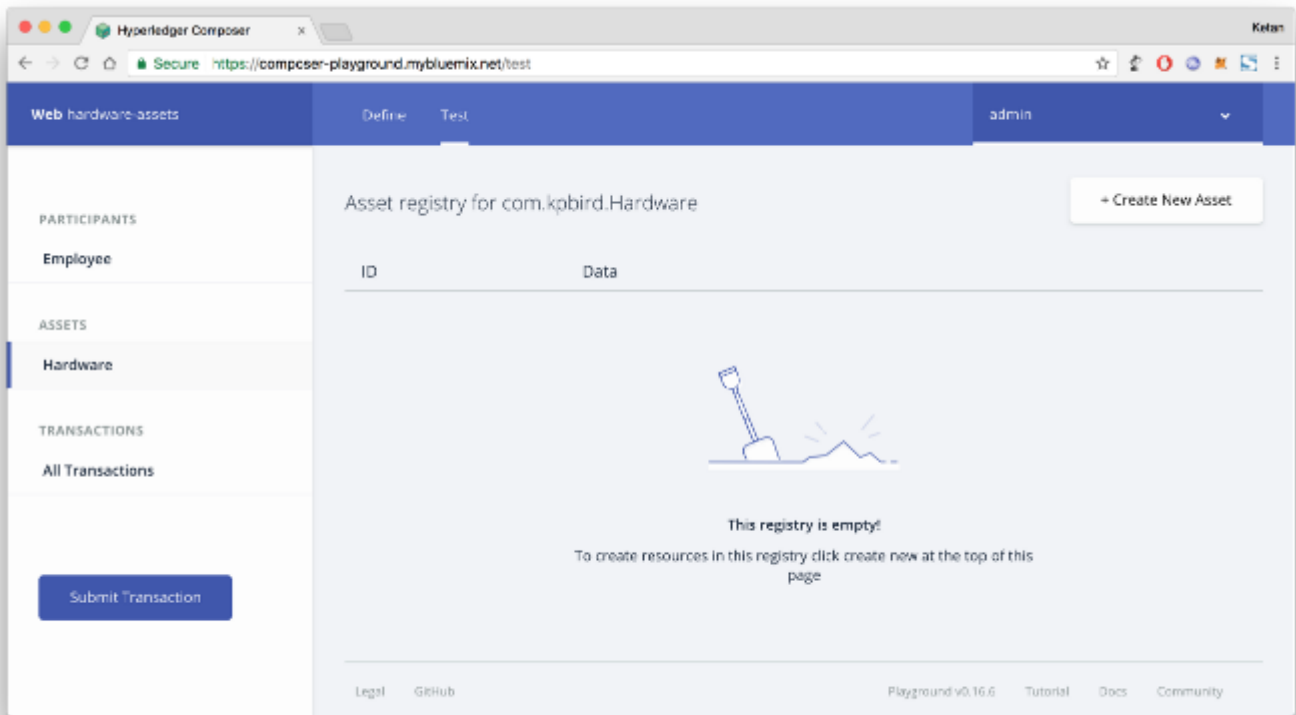 Hyperledger Composer
Ketan
Secure https://composer-playground.mybluemix.net/test
Web hardware-assets
Define Test
admin
PARTICIPANTS
Employee
ASSETS
Hardware
TRANSACTIONS
All Transactions
Submit Transaction
Asset registry for com.kpbird.Hardware
+ Create New Asset
ID Data
This registry is empty!
To create resources in this registry click create new at the top of this
page
Legal GitHub
Playground v0.16.6 Tutorial Docs Community